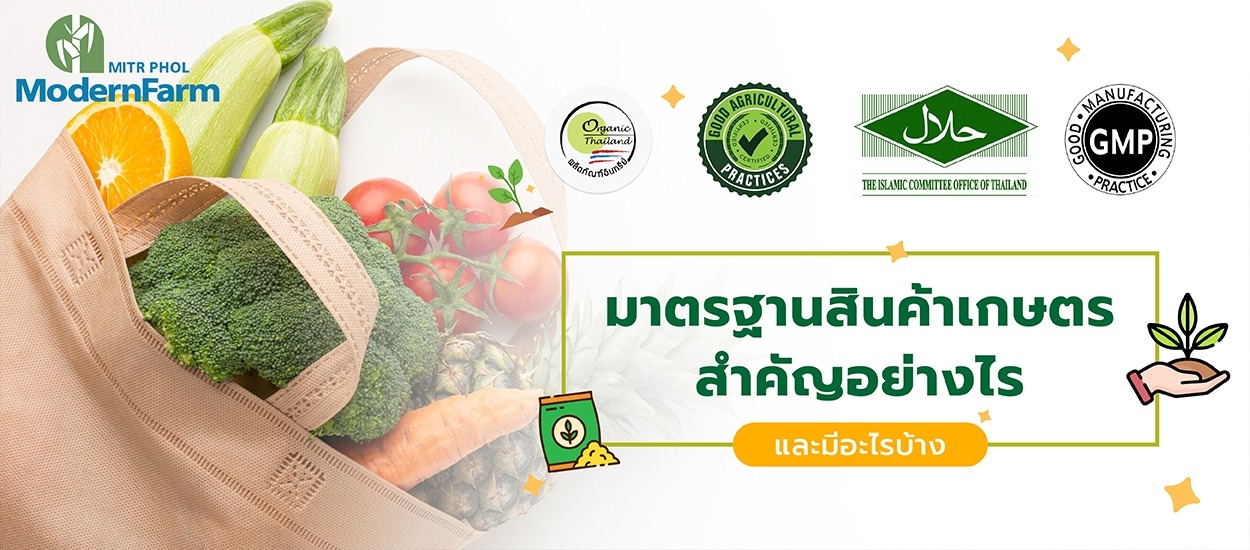 MITR PHOL
ModernFarm
Organic
Thailand
ผลิตภัณฑ์อินทรีย์
GOOD AGRICULTURAL
CERTIFIED
CERTIFIED
PRACTICES
حلال
THE ISLAMIC COMMITTEE OFFICE OF THAILAND
GOOD • MANUFACTURING
GMP
• PRACTICE •
มาตรฐานสินค้าเกษตร
สำคัญอย่างไร
และมีอะไรบ้าง